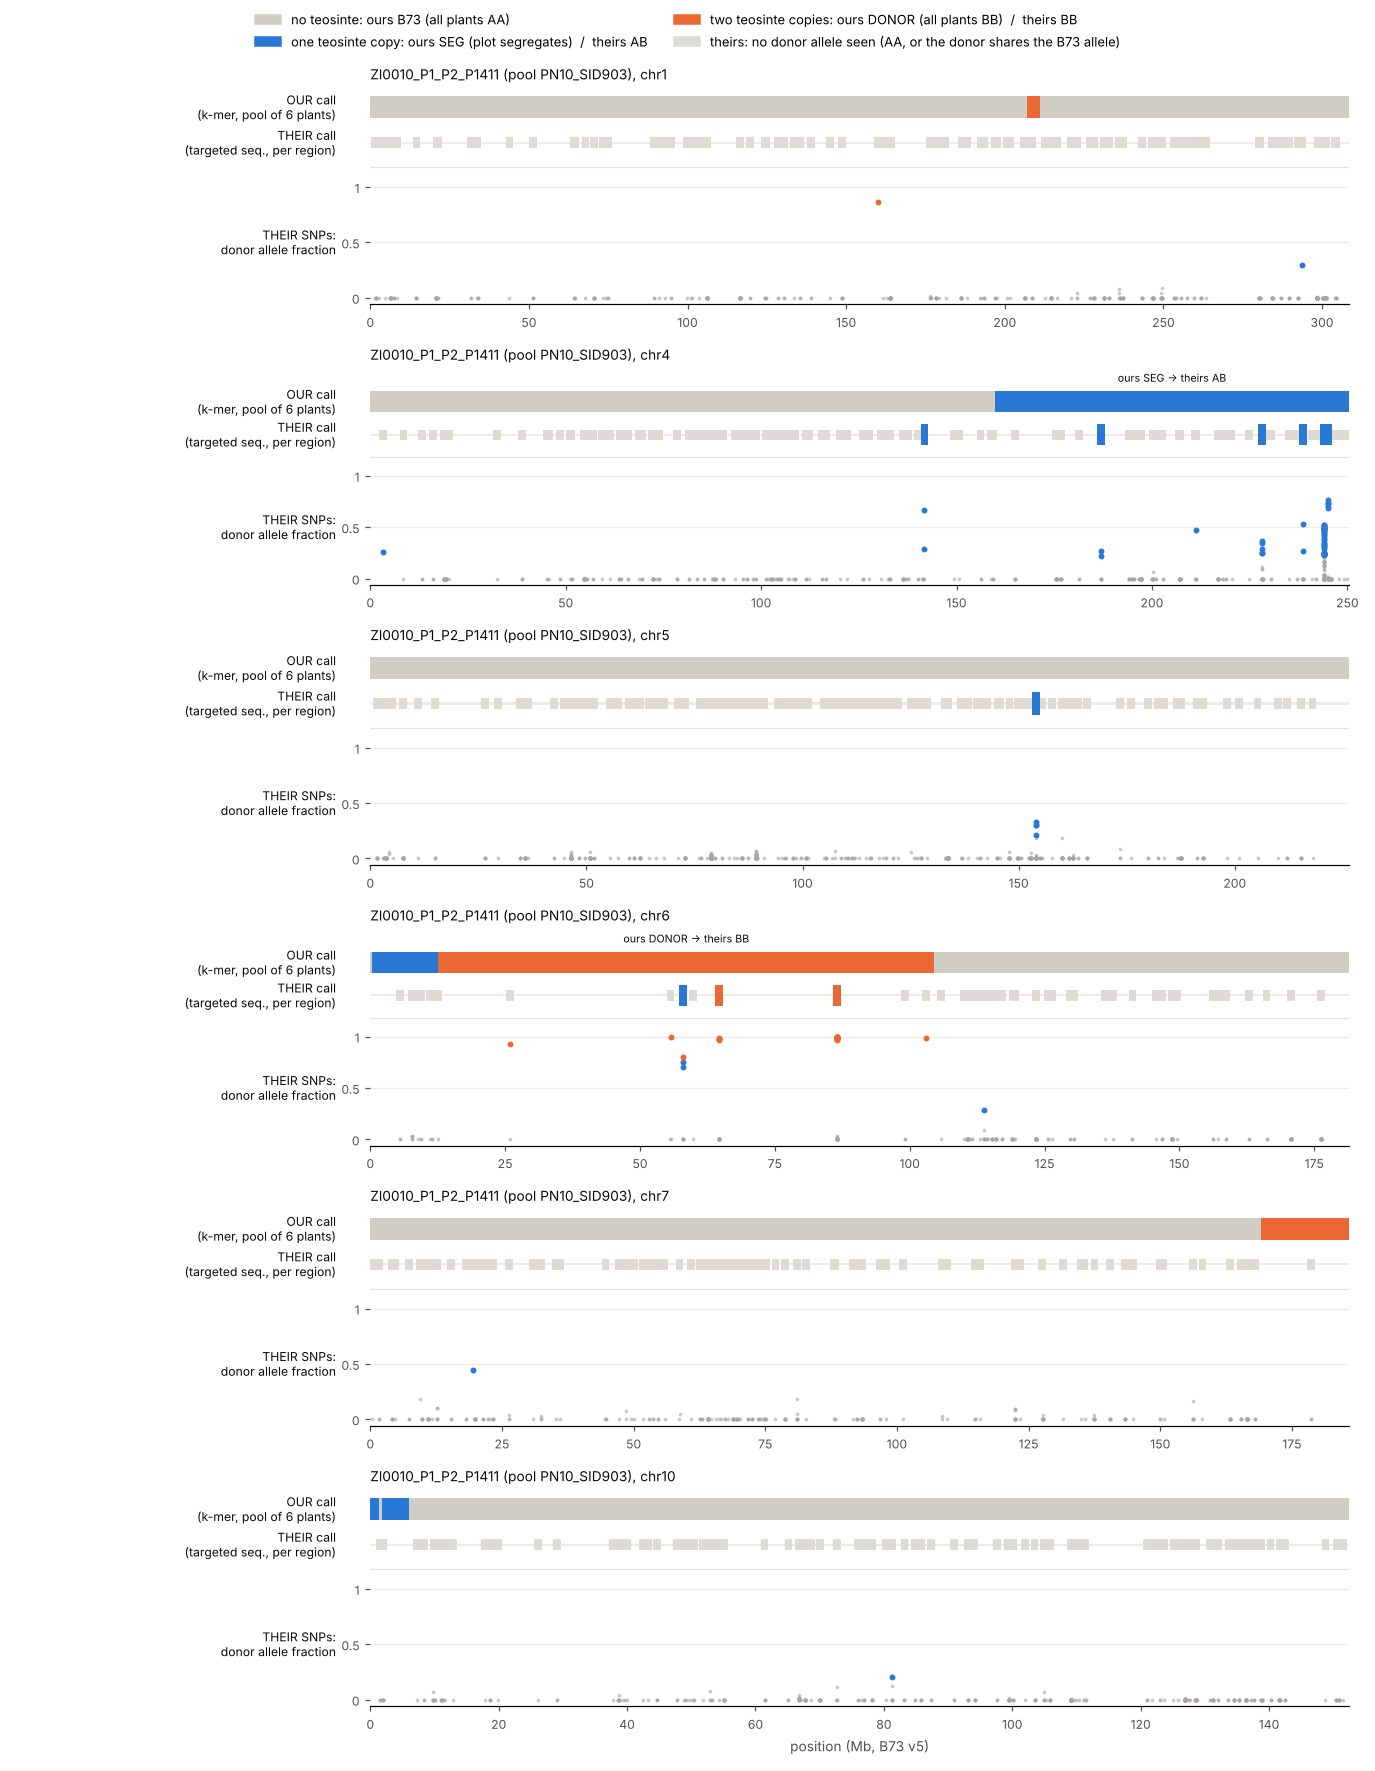 no teosinte: ours B73 (all plants AA)
two teosinte copies: ours DONOR (all plants BB)  /  theirs BB
one teosinte copy: ours SEG (plot segregates)  /  theirs AB
theirs: no donor allele seen (AA, or the donor shares the B73 allele)
ZI0010_P1_P2_P1411 (pool PN10_SID903), chr1
OUR call
(k-mer, pool of 6 plants)
THEIR call
(targeted seq., per region)
1
THEIR SNPs:
donor allele fraction
0.5
0
0 50 100 150 200 250 300
ZI0010_P1_P2_P1411 (pool PN10_SID903), chr4
ours SEG → theirs AB
OUR call
(k-mer, pool of 6 plants)
THEIR call
(targeted seq., per region)
1
THEIR SNPs:
donor allele fraction
0.5
0
0 50 100 150 200 250
ZI0010_P1_P2_P1411 (pool PN10_SID903), chr5
OUR call
(k-mer, pool of 6 plants)
THEIR call
(targeted seq., per region)
1
THEIR SNPs:
donor allele fraction
0.5
0
0 50 100 150 200
ZI0010_P1_P2_P1411 (pool PN10_SID903), chr6
ours DONOR → theirs BB
OUR call
(k-mer, pool of 6 plants)
THEIR call
(targeted seq., per region)
1
THEIR SNPs:
donor allele fraction
0.5
0
0 25 50 75 100 125 150 175
ZI0010_P1_P2_P1411 (pool PN10_SID903), chr7
OUR call
(k-mer, pool of 6 plants)
THEIR call
(targeted seq., per region)
1
THEIR SNPs:
donor allele fraction
0.5
0
0 25 50 75 100 125 150 175
ZI0010_P1_P2_P1411 (pool PN10_SID903), chr10
OUR call
(k-mer, pool of 6 plants)
THEIR call
(targeted seq., per region)
1
THEIR SNPs:
donor allele fraction
0.5
0
0 20 40 60 80 100 120 140
position (Mb, B73 v5)